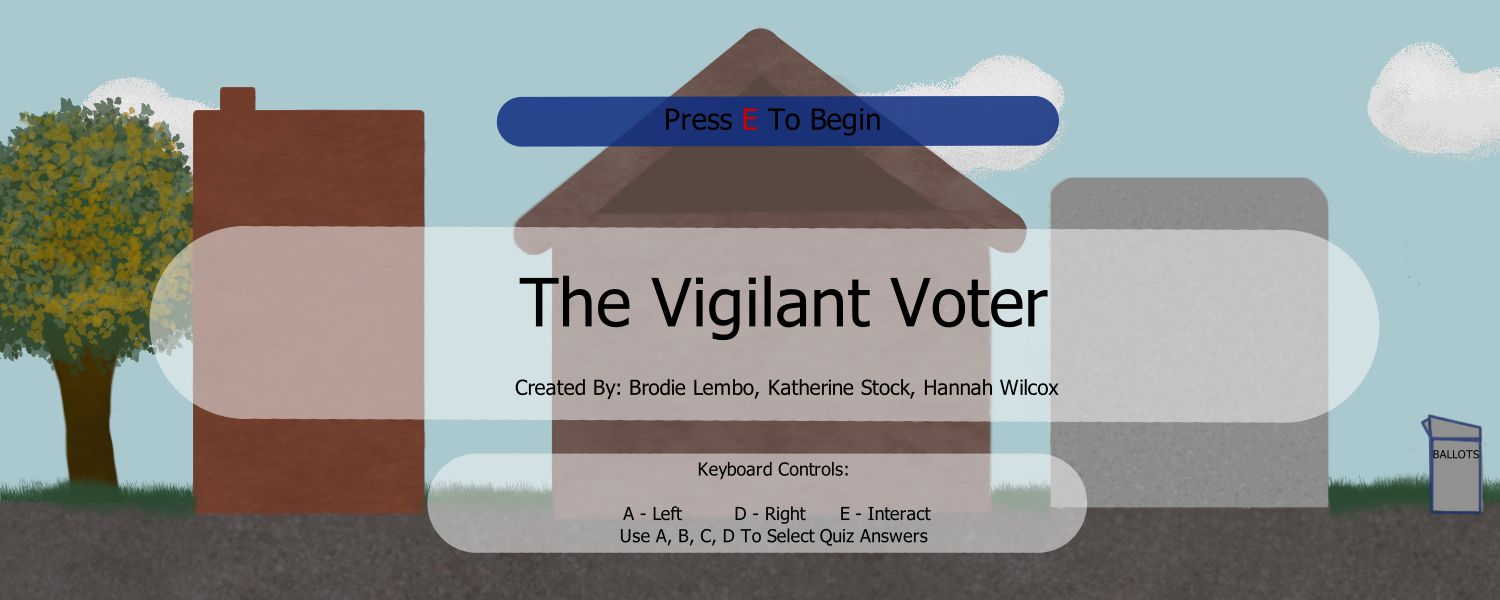 Press E To Begin
The Vigilant Voter
Created By: Brodie Lembo, Katherine Stock, Hannah Wilcox
BALLOTS
Keyboard Controls:
A - Left D - Right E - Interact
Use A, B, C, D To Select Quiz Answers